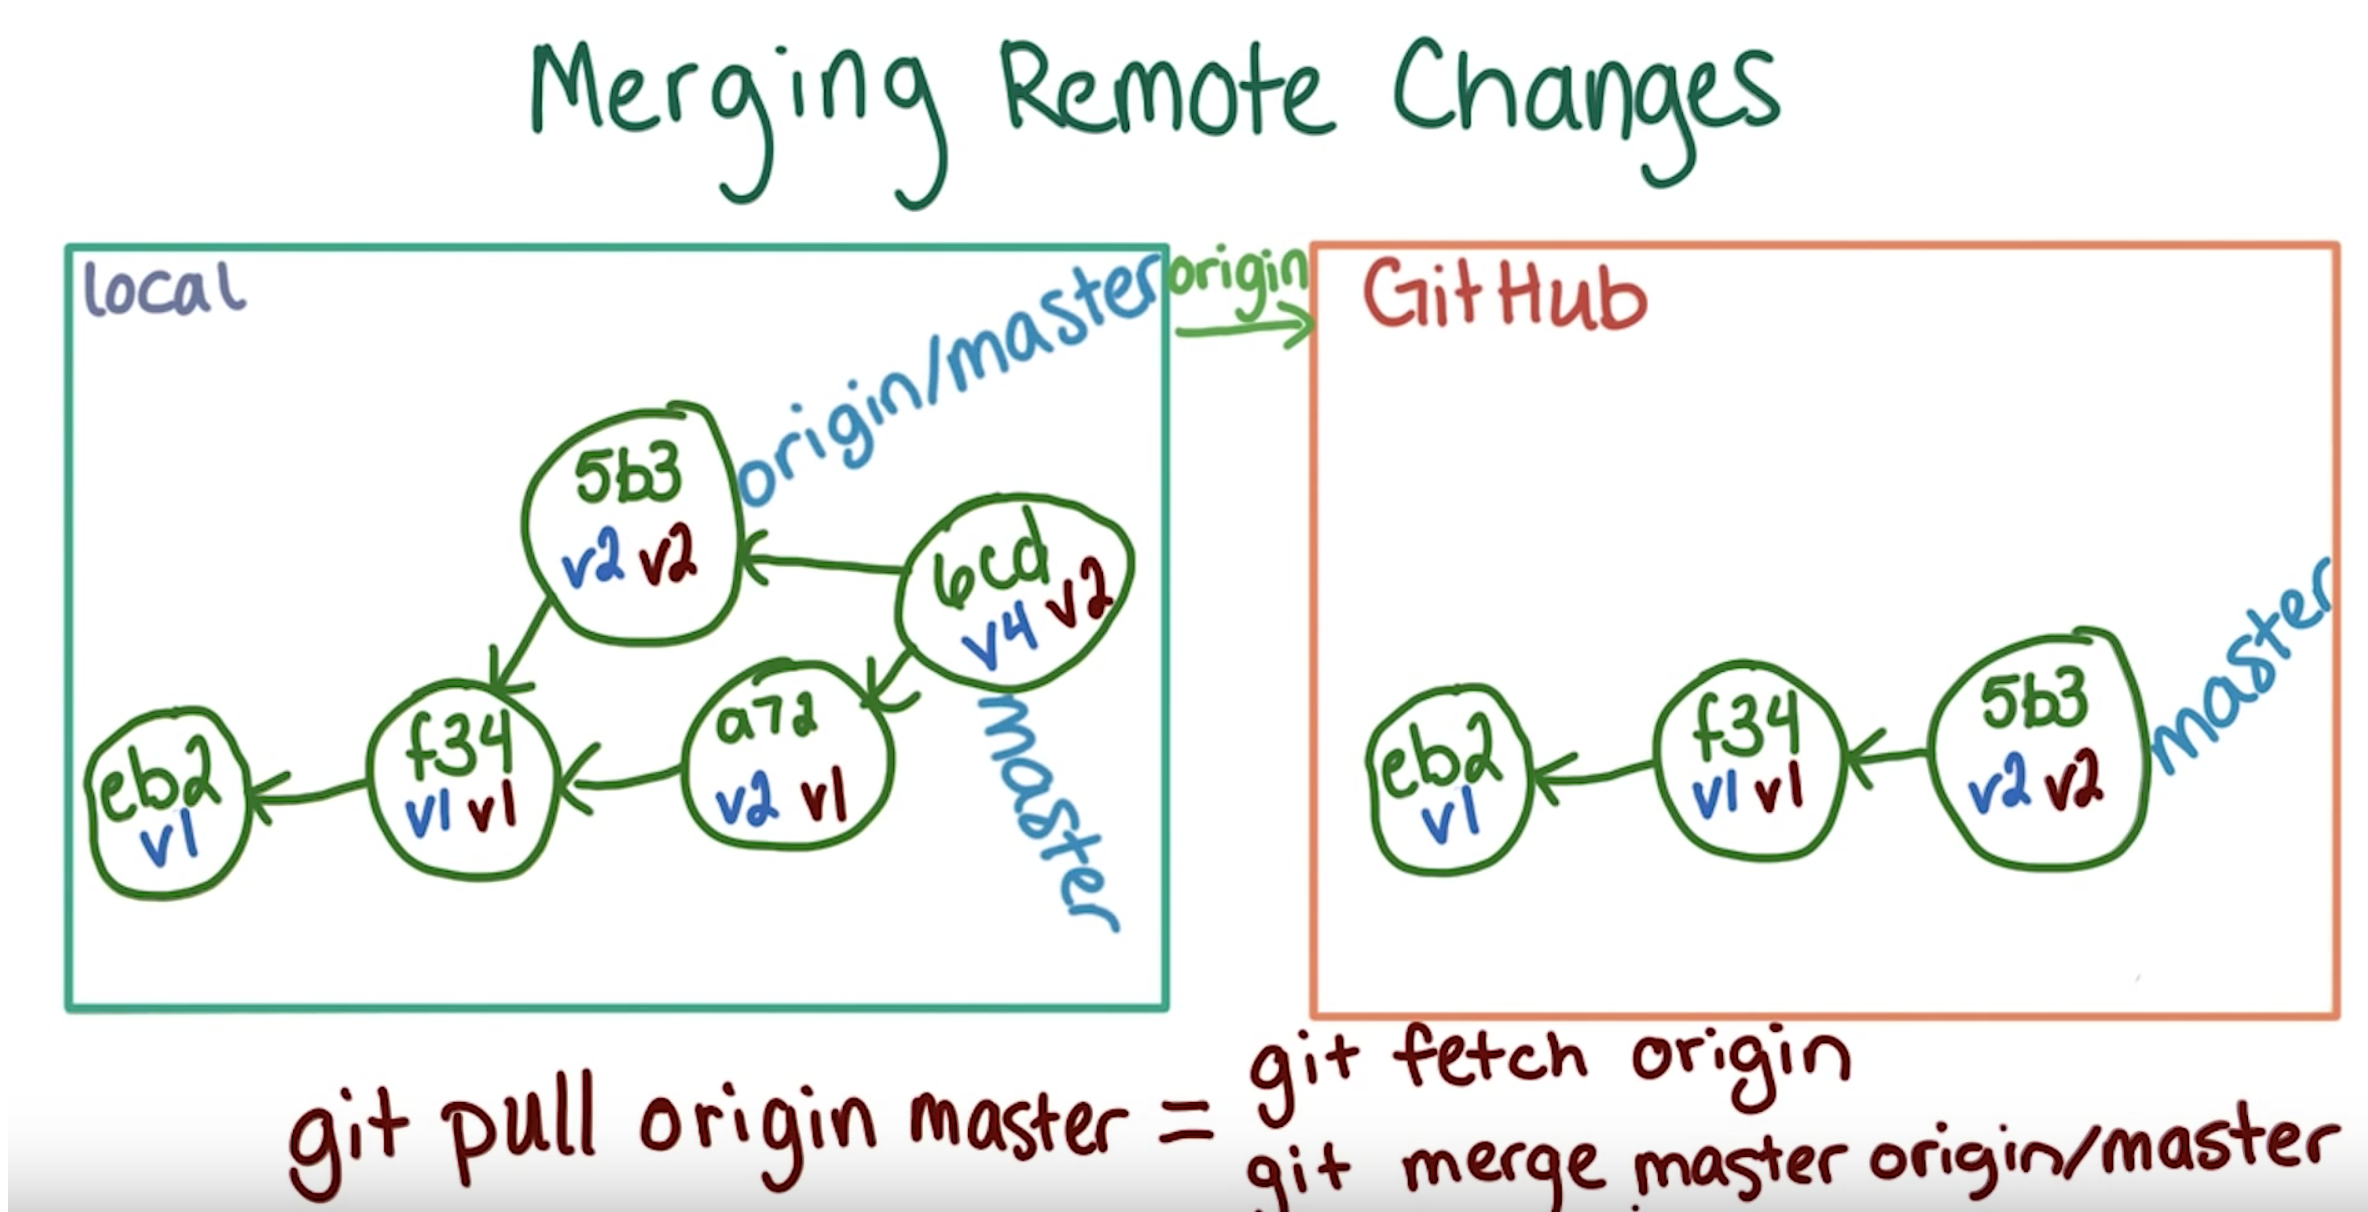 Merging Remote Changes
local
origin/master
origin
GitHub
5b3
v2 v2
6cd
v4 v2
master
eb2
v1
f34
v1 v1
a72
v2 v1
eb2
v1
f34
v1 v1
5b3
v2 v2
master
git pull origin master =
git fetch origin
git merge master origin/master